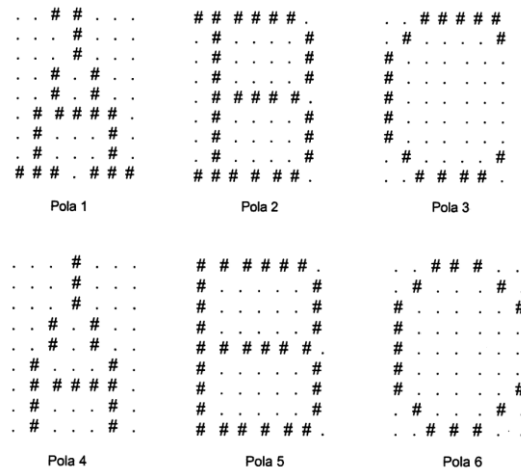 . . # # . . .
. . . # . . .
. . . # . . .
. . # . # . .
. . # . # . .
. # # # # # .
. # . . . # .
. # . . . # .
# # # . # # #
Pola 1
# # # # # # .
. # . . . . #
. # . . . . #
. # . . . . #
. # # # # # .
. # . . . . #
. # . . . . #
. # . . . . #
# # # # # # .
Pola 2
. . # # # # #
. # . . . . #
# . . . . . .
# . . . . . .
# . . . . . .
# . . . . . .
# . . . . . .
. # . . . . #
. . # # # # .
Pola 3
. . . # . . .
. . . # . . .
. . . # . . .
. . # . # . .
. . # . # . .
. # . . . # .
. # # # # # .
. # . . . # .
. # . . . # .
Pola 4
# # # # # # .
# . . . . . #
# . . . . . #
# . . . . . #
# # # # # # .
# . . . . . #
# . . . . . #
# . . . . . #
# # # # # # .
Pola 5
. . # # # . .
. # . . . # .
# . . . . . #
# . . . . . .
# . . . . . .
# . . . . . .
# . . . . . #
. # . . . # .
. . # # # . .
Pola 6